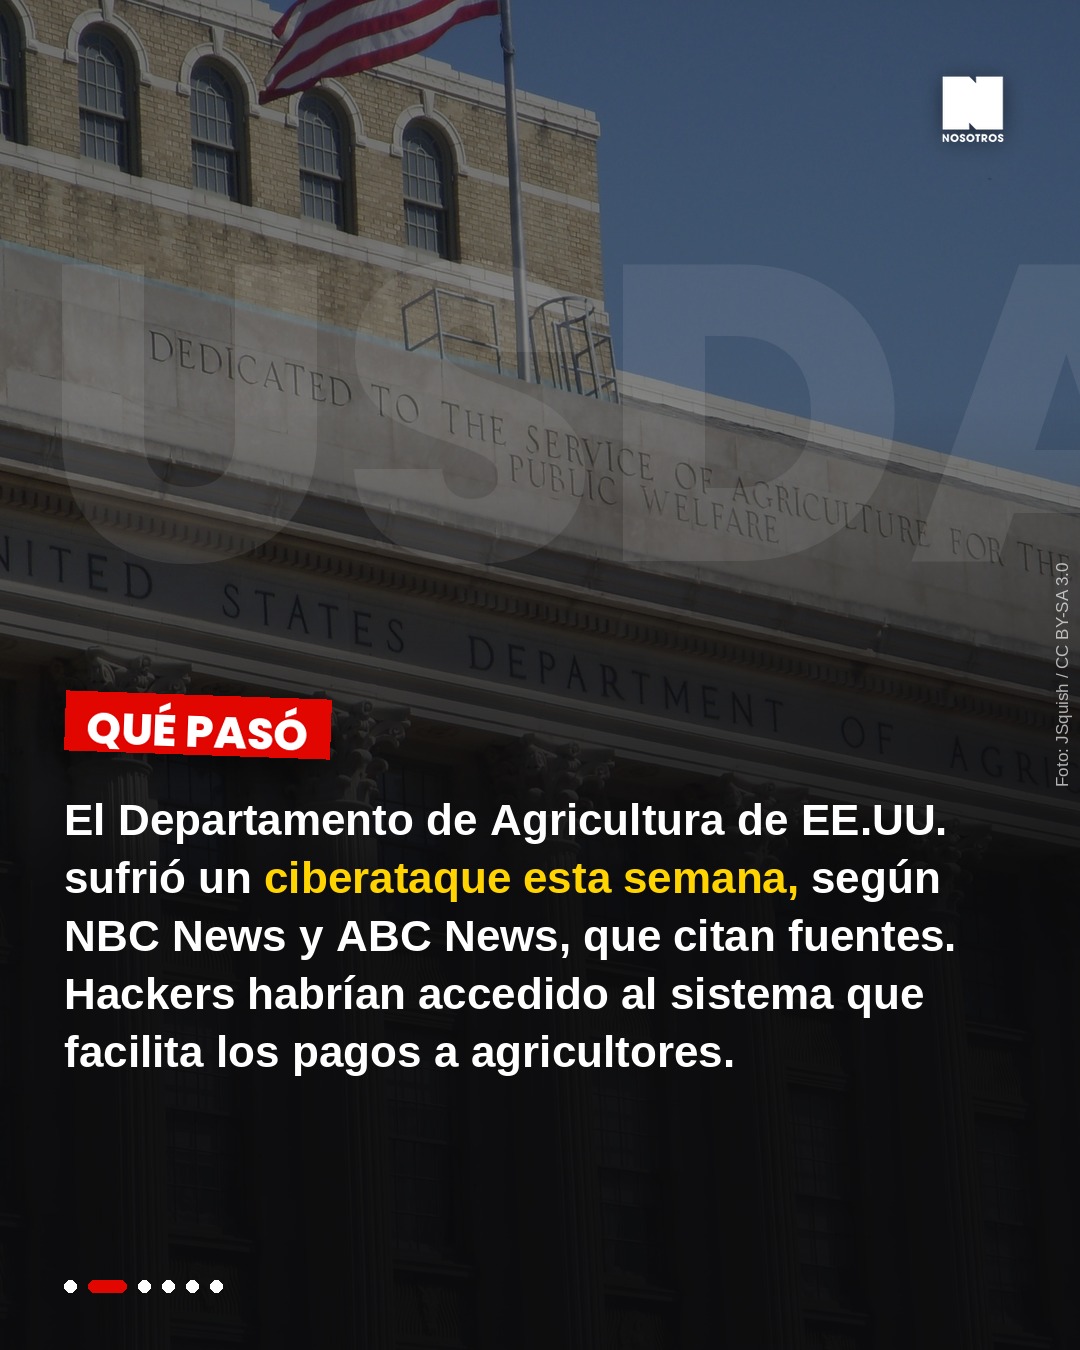 NOSOTROS
USDA
DEDICATED TO THE SERVICE OF AGRICULTURE FOR THE
PUBLIC WELFARE
UNITED STATES DEPARTMENT OF AGRI
Foto: JSquish / CC BY-SA 3.0
QUÉ PASÓ
El Departamento de Agricultura de EE.UU.
sufrió un ciberataque esta semana, según
NBC News y ABC News, que citan fuentes.
Hackers habrían accedido al sistema que
facilita los pagos a agricultores.